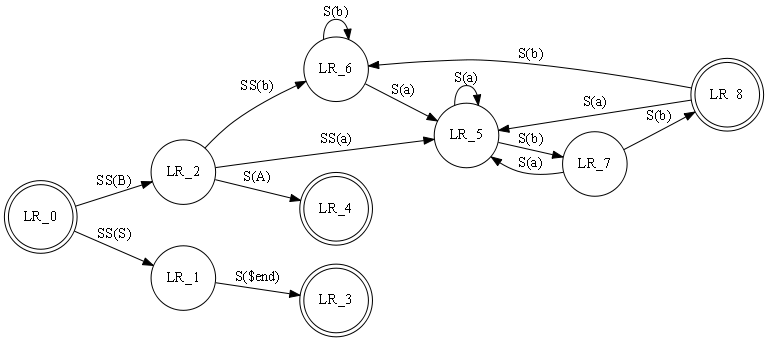 S(b)
LR_6
S(b)
SS(b)
S(a)
S(a)
S(a)
LR_8
S(b)
LR_5
SS(a)
S(b)
S(a)
LR_7
LR_2
S(A)
SS(B)
LR_4
LR_0
SS(S)
LR_1
S($end)
LR_3